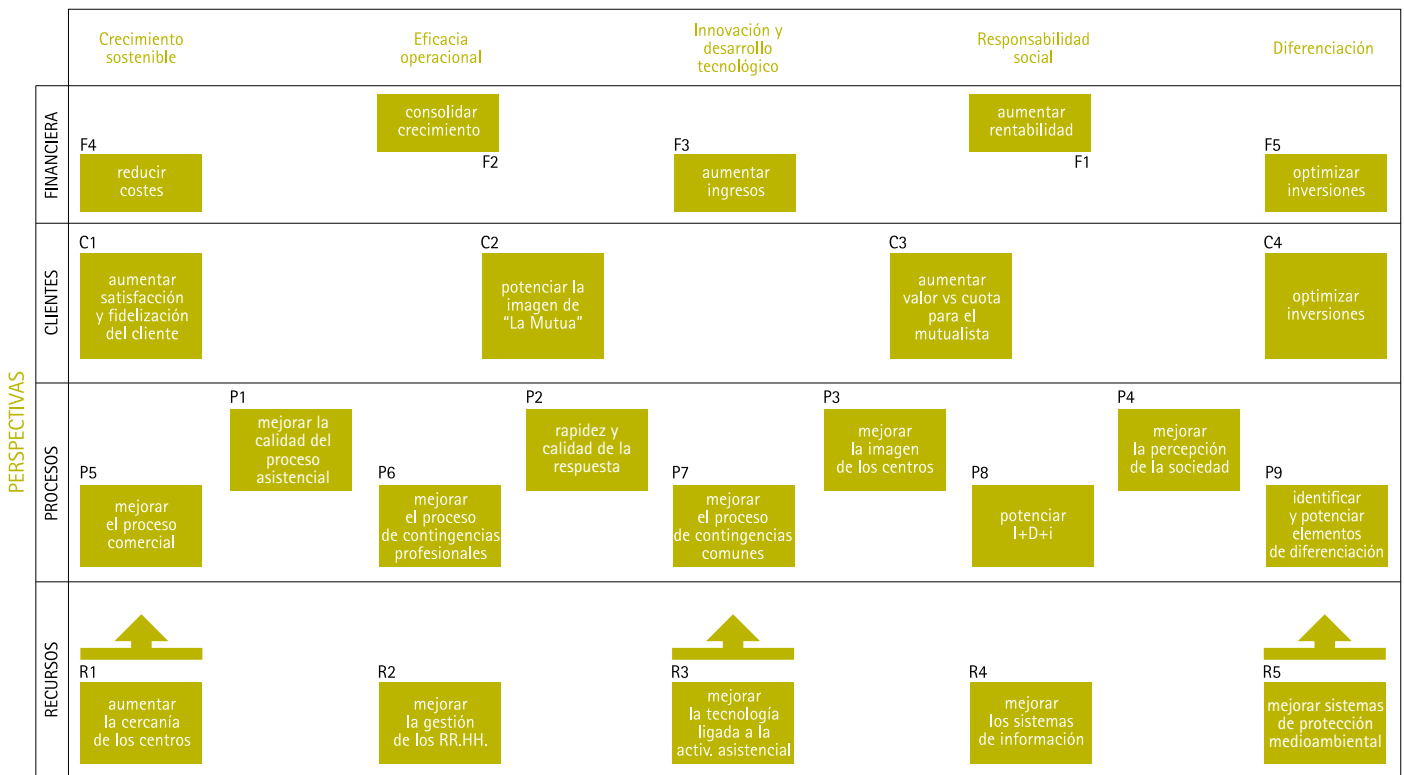 Crecimiento
sostenible
Eficacia
operacional
Innovación y
desarrollo
tecnológico
Responsabilidad
social
Diferenciación
PERSPECTIVAS
FINANCIERA
F4
reducir
costes
consolidar
crecimiento
F2
F3
aumentar
ingresos
aumentar
rentabilidad
F1
F5
optimizar
inversiones
CLIENTES
C1
aumentar
satisfacción
y fidelización
del cliente
C2
potenciar la
imagen de
“La Mutua”
C3
aumentar
valor vs cuota
para el
mutualista
C4
optimizar
inversiones
PROCESOS
P1
mejorar la
calidad del
proceso
asistencial
P2
rapidez y
calidad de la
respuesta
P3
mejorar
la imagen
de los centros
P4
mejorar
la percepción
de la sociedad
P5
mejorar
el proceso
comercial
P6
mejorar
el proceso
de contingencias
profesionales
P7
mejorar
el proceso
de contingencias
comunes
P8
potenciar
I+D+i
P9
identificar
y potenciar
elementos
de diferenciación
RECURSOS
R1
aumentar
la cercanía
de los centros
R2
mejorar
la gestión
de los RR.HH.
R3
mejorar
la tecnología
ligada a la
activ. asistencial
R4
mejorar
los sistemas
de información
R5
mejorar sistemas
de protección
medioambiental